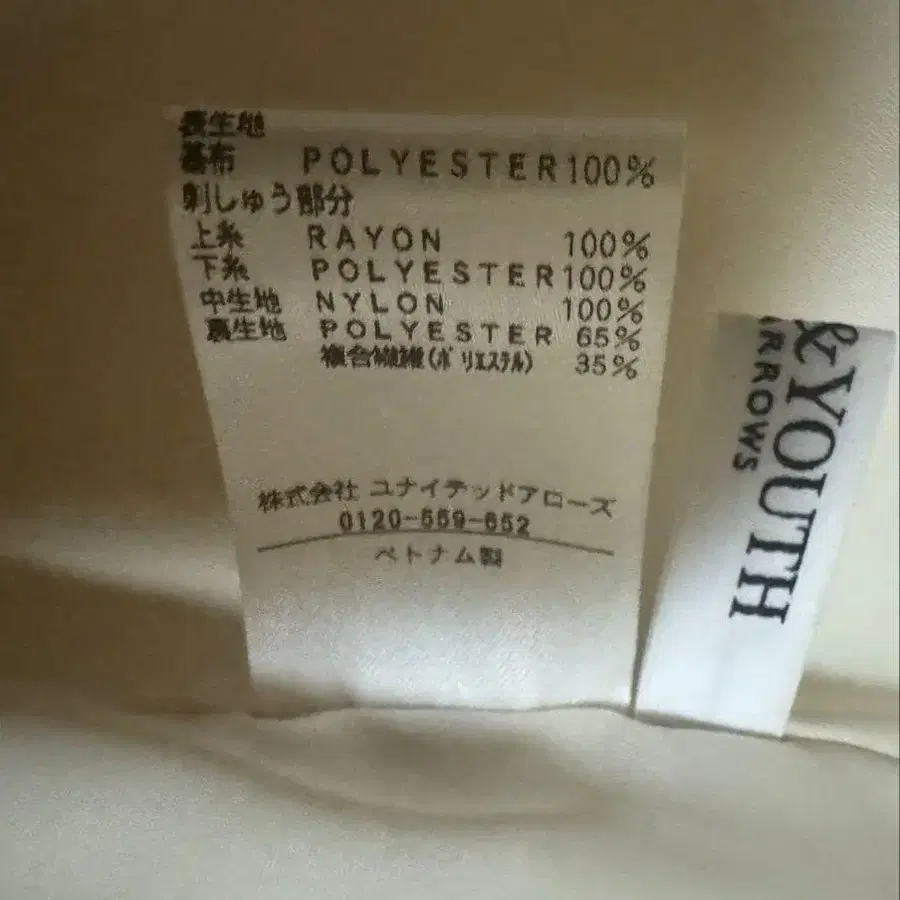 表生地
基布 POLYESTER100%
刺しゅう部分
上糸 RAYON 100%
下糸 POLYESTER100%
中生地 NYLON 100%
裏生地 POLYESTER 65%
複合繊維(ポリエステル) 35%
株式会社 ユナイテッドアローズ
0120-559-652
ベトナム製
&YOUTH
ARROWS